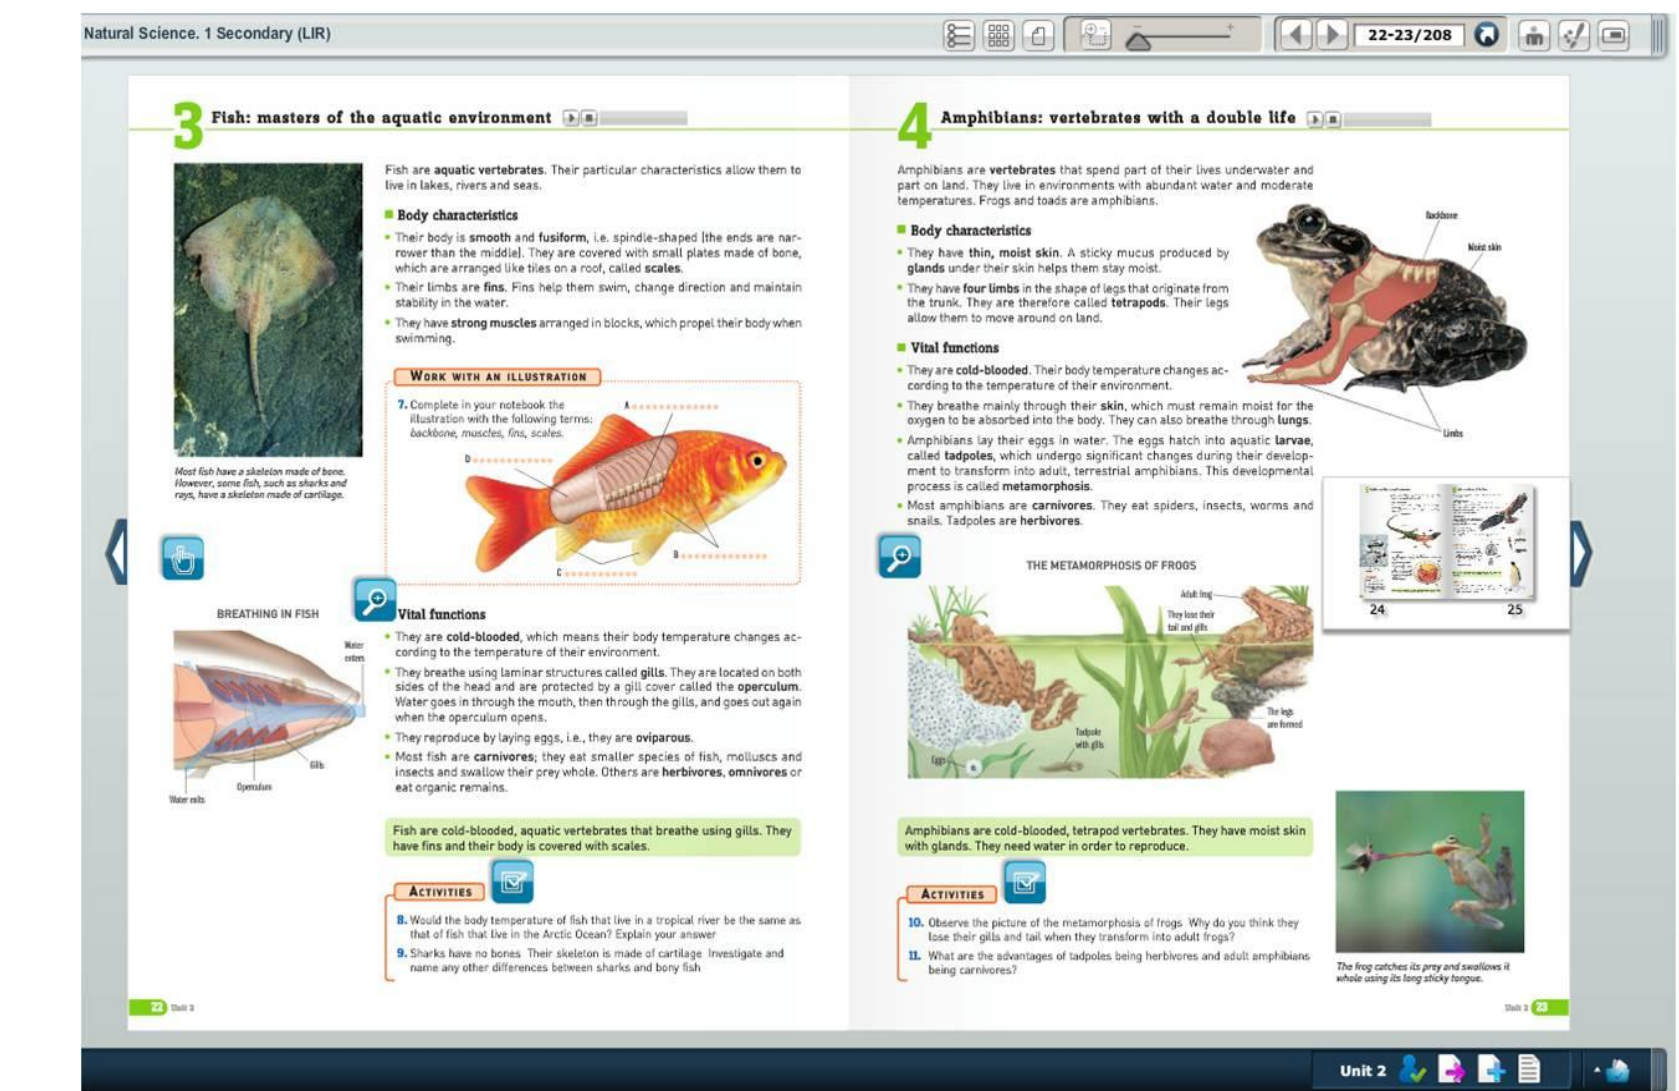 Natural Science. 1 Secondary (LIR)
22-23/208
3 Fish: masters of the aquatic environment
Fish are aquatic vertebrates. Their particular characteristics allow them to
live in lakes, rivers and seas.
Body characteristics
• Their body is smooth and fusiform, i.e. spindle-shaped (the ends are nar-
rower than the middle). They are covered with small plates made of bone,
which are arranged like tiles on a roof, called scales.
• Their limbs are fins. Fins help them swim, change direction and maintain
stability in the water.
• They have strong muscles arranged in blocks, which propel their body when
swimming.
Most fish have a skeleton made of bone.
However, some fish, such as sharks and
rays, have a skeleton made of cartilage.
WORK WITH AN ILLUSTRATION
7. Complete in your notebook the
illustration with the following terms:
backbone, muscles, fins, scales.
A
D
B
C
BREATHING IN FISH
Water
enters
Gills
Operculum
Water exits
Vital functions
• They are cold-blooded, which means their body temperature changes ac-
cording to the temperature of their environment.
• They breathe using laminar structures called gills. They are located on both
sides of the head and are protected by a gill cover called the operculum.
Water goes in through the mouth, then through the gills, and goes out again
when the operculum opens.
• They reproduce by laying eggs, i.e., they are oviparous.
• Most fish are carnivores; they eat smaller species of fish, molluscs and
insects and swallow their prey whole. Others are herbivores, omnivores or
eat organic remains.
Fish are cold-blooded, aquatic vertebrates that breathe using gills. They
have fins and their body is covered with scales.
ACTIVITIES
8. Would the body temperature of fish that live in a tropical river be the same as
that of fish that live in the Arctic Ocean? Explain your answer
9. Sharks have no bones Their skeleton is made of cartilage Investigate and
name any other differences between sharks and bony fish
22 Unit 2
4 Amphibians: vertebrates with a double life
Amphibians are vertebrates that spend part of their lives underwater and
part on land. They live in environments with abundant water and moderate
temperatures. Frogs and toads are amphibians.
Body characteristics
• They have thin, moist skin. A sticky mucus produced by
glands under their skin helps them stay moist.
• They have four limbs in the shape of legs that originate from
the trunk. They are therefore called tetrapods. Their legs
allow them to move around on land.
Backbone
Moist skin
Limbs
Vital functions
• They are cold-blooded. Their body temperature changes ac-
cording to the temperature of their environment.
• They breathe mainly through their skin, which must remain moist for the
oxygen to be absorbed into the body. They can also breathe through lungs.
• Amphibians lay their eggs in water. The eggs hatch into aquatic larvae,
called tadpoles, which undergo significant changes during their develop-
ment to transform into adult, terrestrial amphibians. This developmental
process is called metamorphosis.
• Most amphibians are carnivores. They eat spiders, insects, worms and
snails. Tadpoles are herbivores.
24 25
THE METAMORPHOSIS OF FROGS
Adult frog
They lose their
tail and gills
The legs
are formed
Tadpole
with gills
Eggs
Amphibians are cold-blooded, tetrapod vertebrates. They have moist skin
with glands. They need water in order to reproduce.
ACTIVITIES
10. Observe the picture of the metamorphosis of frogs Why do you think they
lose their gills and tail when they transform into adult frogs?
11. What are the advantages of tadpoles being herbivores and adult amphibians
being carnivores?
The frog catches its prey and swallows it
whole using its long sticky tongue.
Unit 2 23
Unit 2